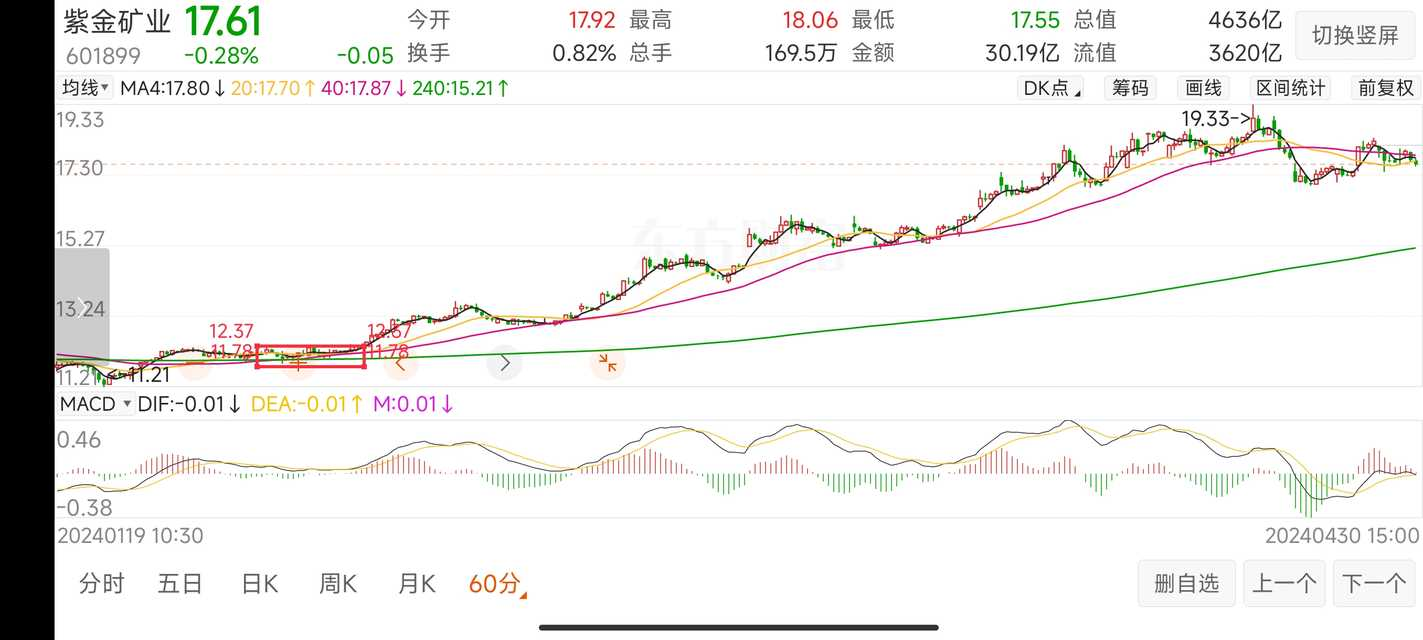 紫金矿业 17.61 今开 17.92 最高 18.06 最低 17.55 总值 4636亿 切换竖屏
601899 -0.28% -0.05 换手 0.82% 总手 169.5万 金额 30.19亿 流值 3620亿
均线 MA4:17.80↓ 20:17.70↑ 40:17.87↓ 240:15.21↑ DK点 筹码 画线 区间统计 前复权
19.33
19.33->
17.30
15.27
13.24
12.37 12.67
11.78 11.78
11.21 11.21
MACD DIF:-0.01↓ DEA:-0.01↑ M:0.01↓
0.46
-0.38
20240119 10:30 20240430 15:00
分时 五日 日K 周K 月K 60分 删自选 上一个 下一个